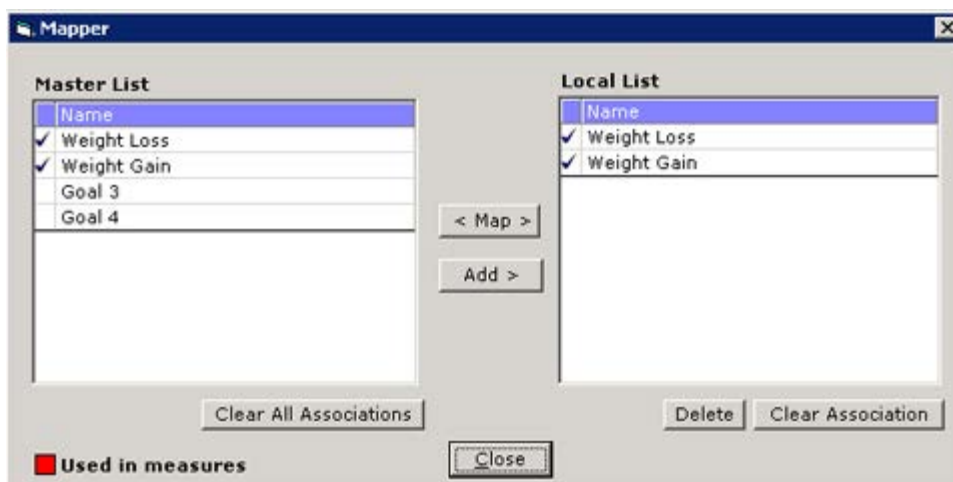 Mapper
Master List
Name
Weight Loss
Weight Gain
Goal 3
Goal 4
< Map >
Add >
Local List
Name
Weight Loss
Weight Gain
Clear All Associations
Delete
Clear Association
Used in measures
Close